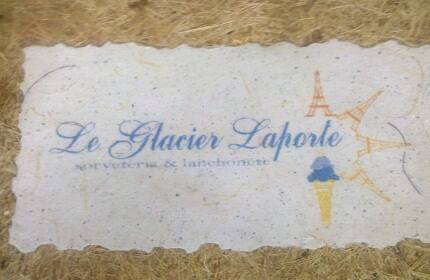 Le Glacier Laporte
sorveteria & lanchonete